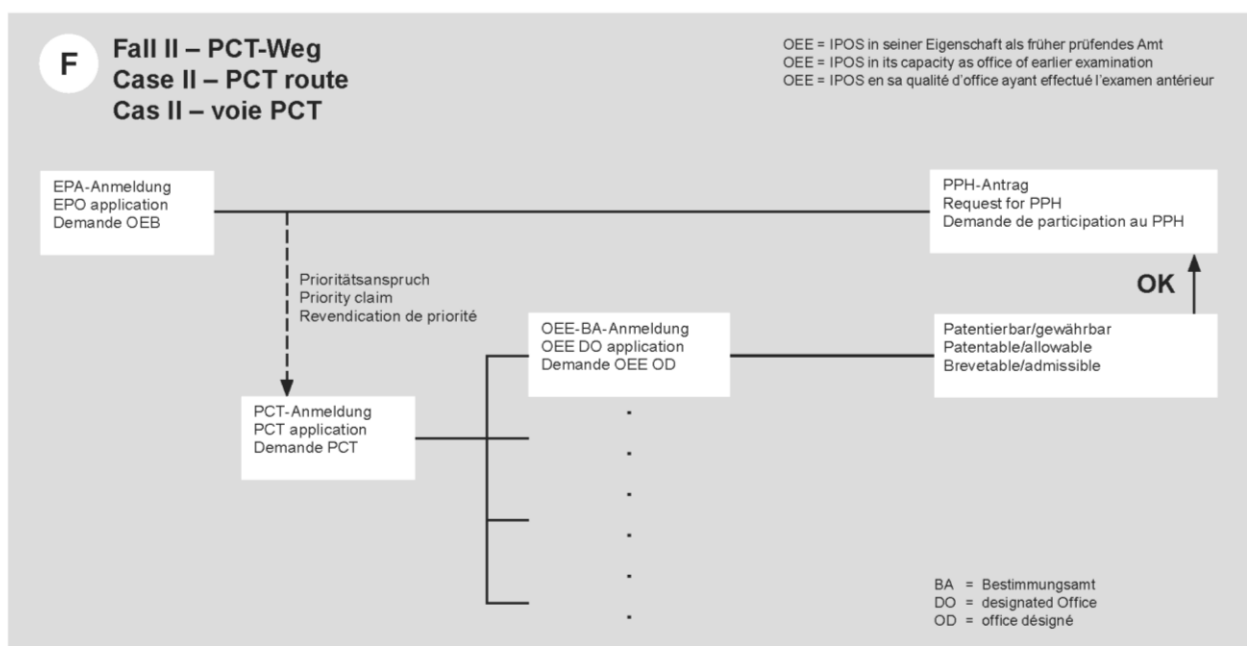 F
Fall II – PCT-Weg
Case II – PCT route
Cas II – voie PCT
OEE = IPOS in seiner Eigenschaft als früher prüfendes Amt
OEE = IPOS in its capacity as office of earlier examination
OEE = IPOS en sa qualité d'office ayant effectué l'examen antérieur
EPA-Anmeldung
EPO application
Demande OEB
PPH-Antrag
Request for PPH
Demande de participation au PPH
Prioritätsanspruch
Priority claim
Revendication de priorité
OK
OEE-BA-Anmeldung
OEE DO application
Demande OEE OD
Patentierbar/gewährbar
Patentable/allowable
Brevetable/admissible
PCT-Anmeldung
PCT application
Demande PCT
BA = Bestimmungsamt
DO = designated Office
OD = office désigné